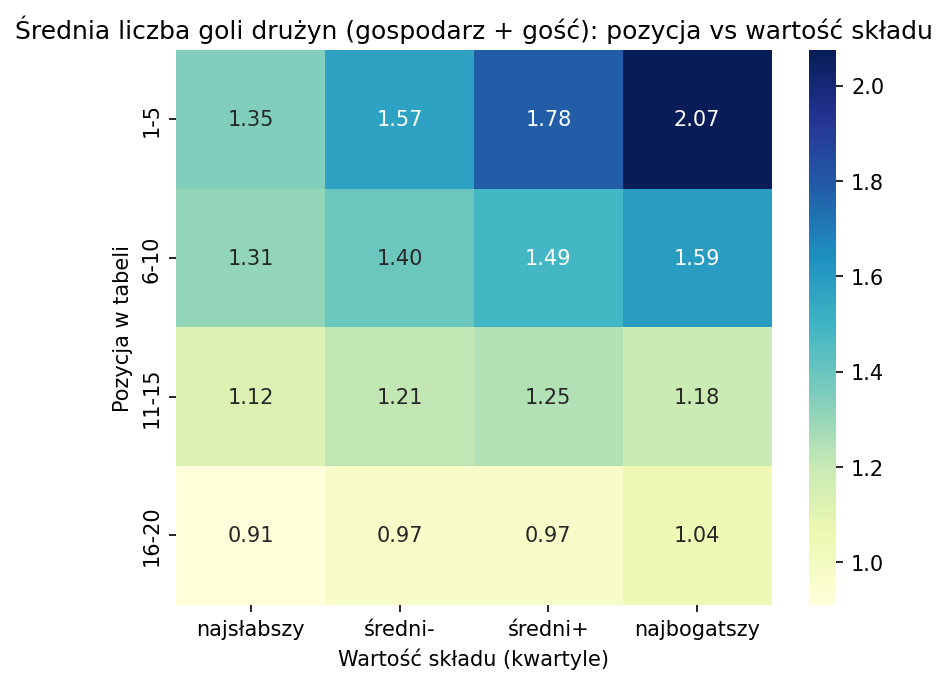 Średnia liczba goli drużyn (gospodarz + gość): pozycja vs wartość składu
Pozycja w tabeli
1-5
1.35 1.57 1.78 2.07
6-10
1.31 1.40 1.49 1.59
11-15
1.12 1.21 1.25 1.18
16-20
0.91 0.97 0.97 1.04
najsłabszy średni- średni+ najbogatszy
Wartość składu (kwartyle)
2.0
1.8
1.6
1.4
1.2
1.0